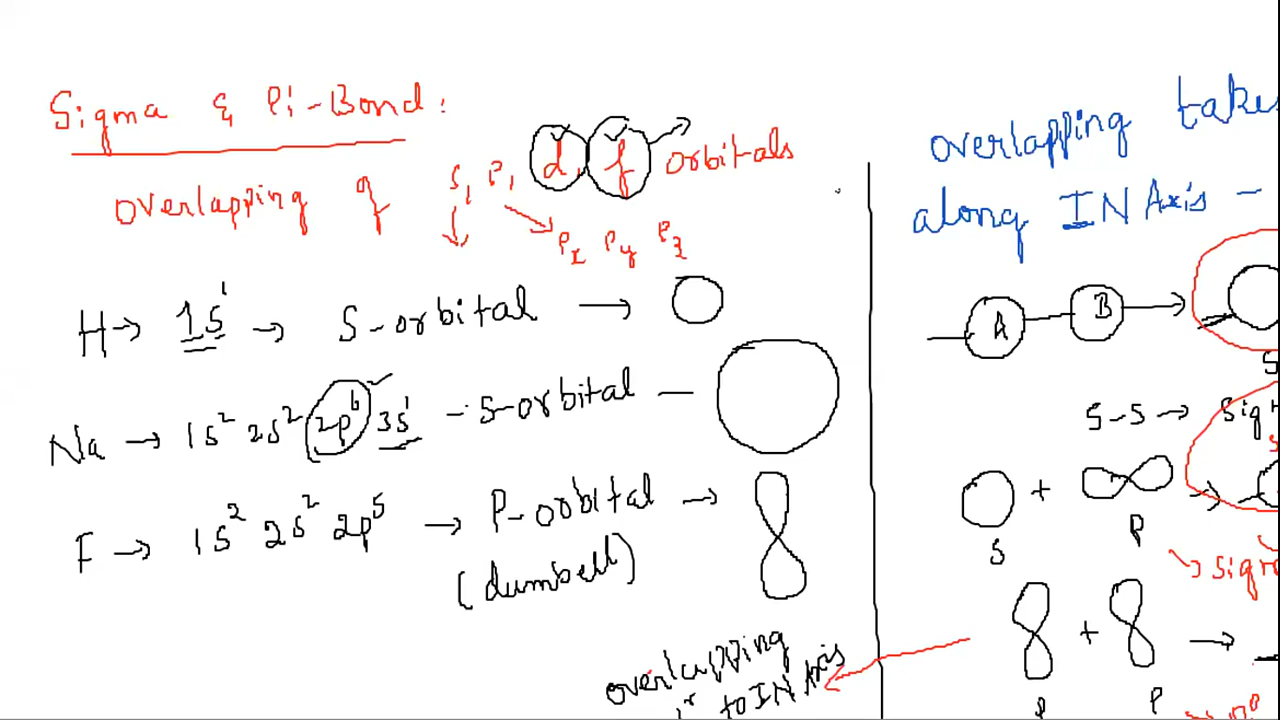 Sigma & Pi-Bond:
overlapping of s, p, d, f orbitals
Px Py Pz
H → 1s¹ → S-orbital →
Na → 1s² 2s² 2p⁶ 3s¹ - s-orbital -
F → 1s² 2s² 2p⁵ → P-orbital →
(dumbell)
overlapping
to IN Axis
overlapping take
along IN Axis -
A B
S-S →
+
S P
+ →
P P